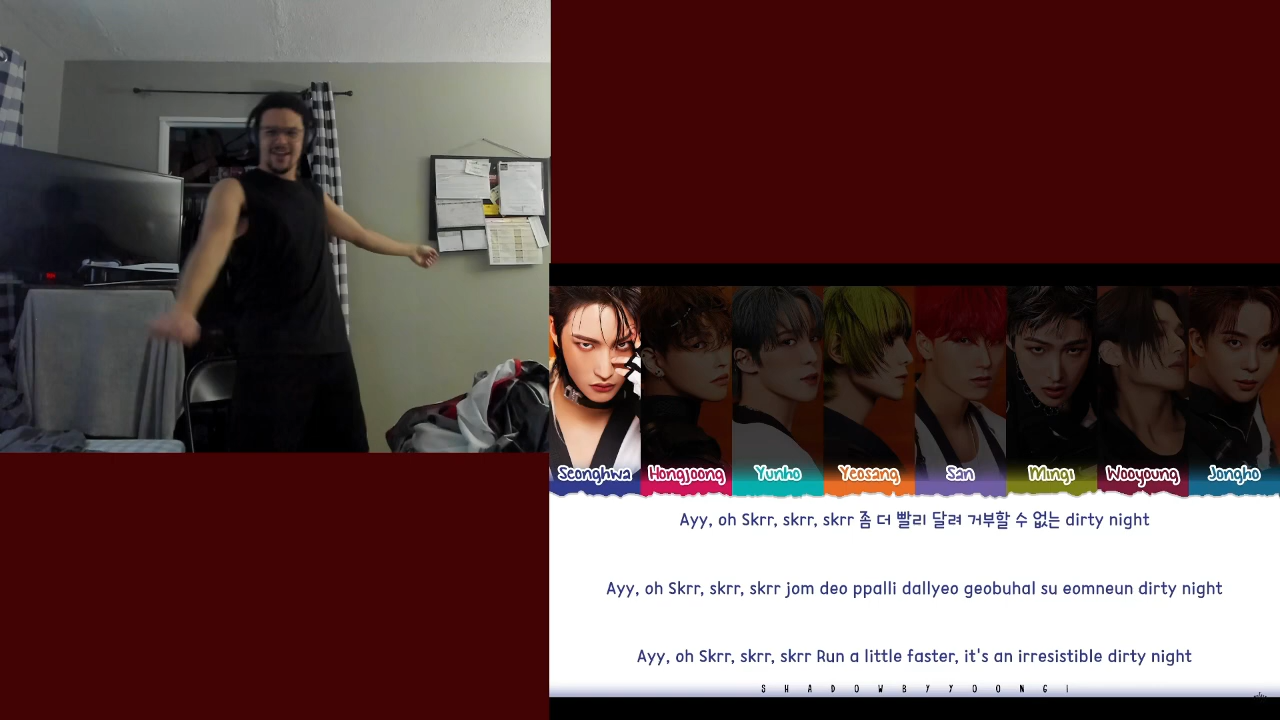 Seonghwa Hongjoong Yunho Yeosang San Mingi Wooyoung Jongho
Ayy, oh Skrr, skrr, skrr 좀 더 빨리 달려 거부할 수 없는 dirty night
Ayy, oh Skrr, skrr, skrr jom deo ppalli dallyeo geobuhal su eomneun dirty night
Ayy, oh Skrr, skrr, skrr Run a little faster, it's an irresistible dirty night
S H A D O W B Y Y O O N G I